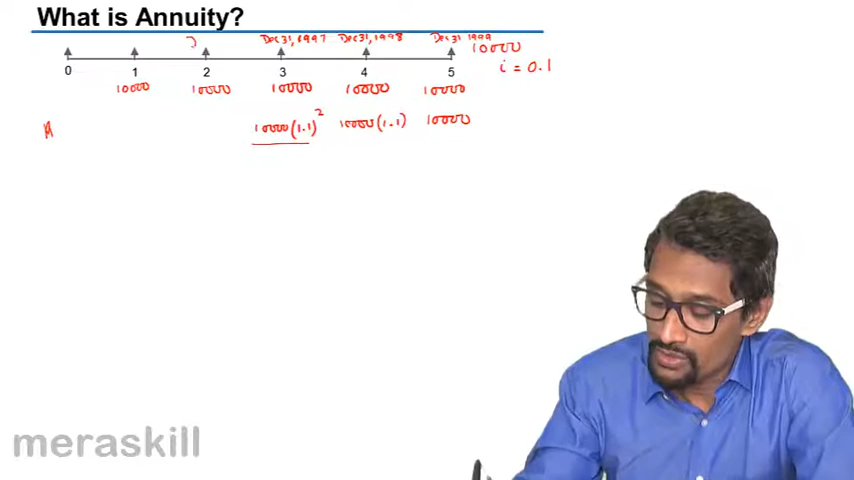 What is Annuity?
Dec 31, 1997 Dec 31, 1998 Dec 31 1999
10000
0 1 2 3 4 5 i = 0.1
10000 10000 10000 10000 10000
10000(1.1)² 10000(1.1) 10000
meraskill